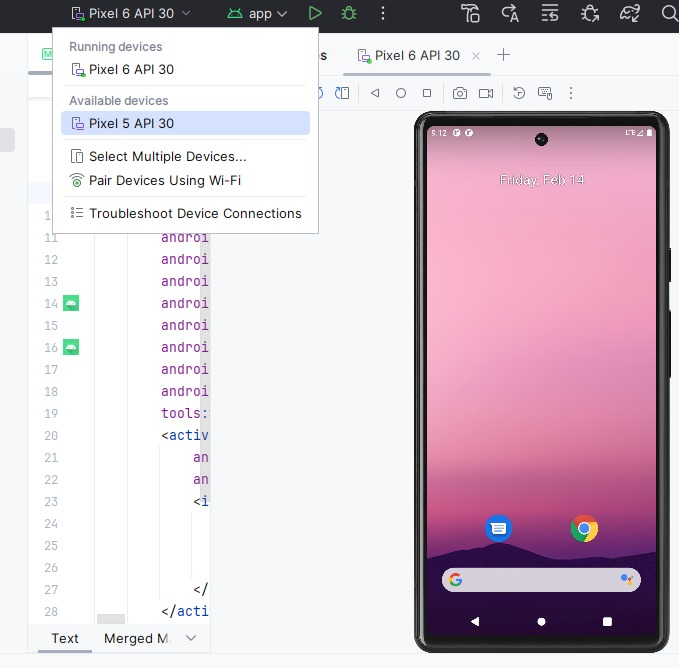 Pixel 6 API 30
app
Running devices
Pixel 6 API 30
Available devices
Pixel 5 API 30
Select Multiple Devices...
Pair Devices Using Wi-Fi
Troubleshoot Device Connections
Pixel 6 API 30
9:12
LTE
Friday, Feb 14
11 androi
12 androi
13 androi
14 androi
15 androi
16 androi
17 androi
18 androi
19 tools:
20 <activ
21 an
22 an
23 <i
24
25
26
27 </
28 </acti
Text
Merged M